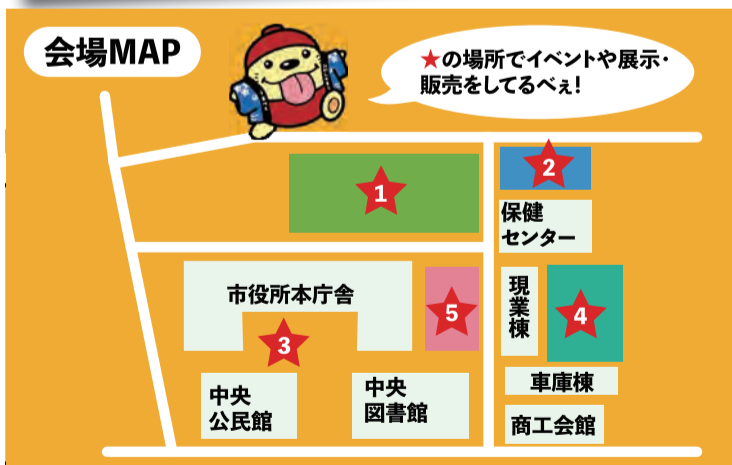 会場MAP
★の場所でイベントや展示・
販売をしてるべぇ!
1
2
保健
センター
市役所本庁舎
5
現業棟
4
3
中央
公民館
中央
図書館
車庫棟
商工会館